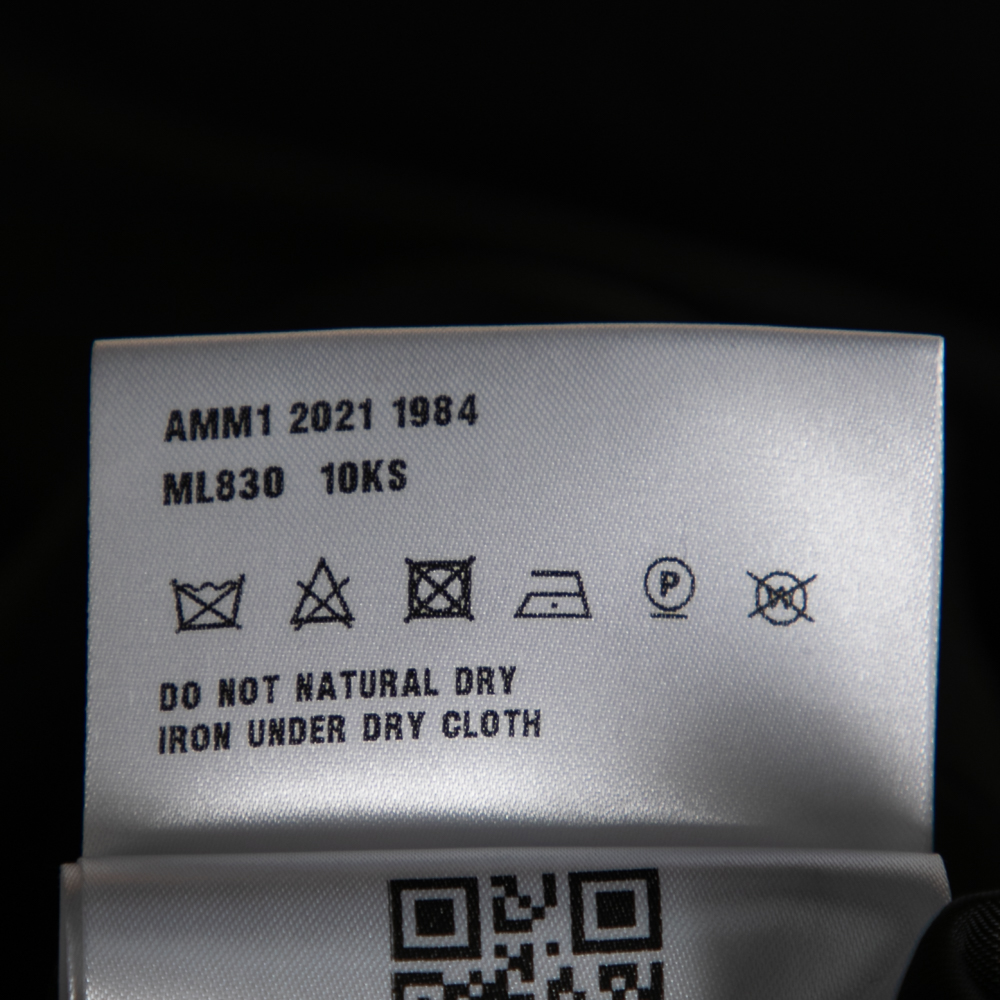 AMM1 2021 1984
ML830 10KS
P W
DO NOT NATURAL DRY
IRON UNDER DRY CLOTH